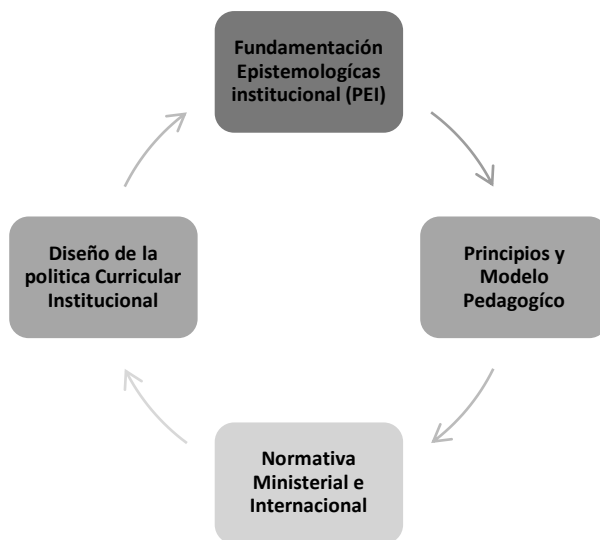 Fundamentación
Epistemologícas
institucional (PEI)
Principios y
Modelo
Pedagogíco
Normativa
Ministerial e
Internacional
Diseño de la
politica Curricular
Institucional